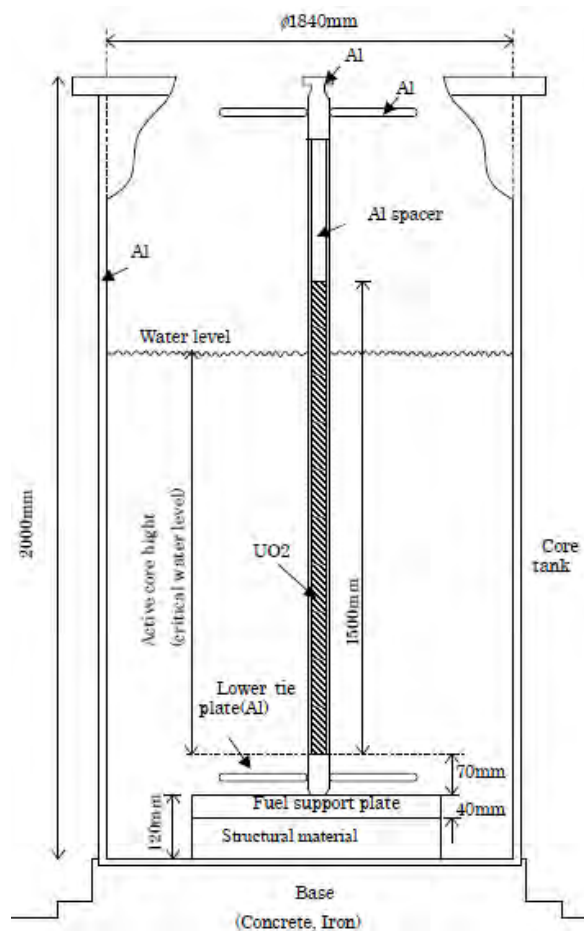 ϕ1840mm
Al
Al
Al spacer
Al
Water level
2000mm
Active core hight
(critical water level)
UO2
1500mm
Core
tank
Lower tie
plate(Al)
70mm
Fuel support plate
40mm
120mm
Structural material
Base
(Concrete, Iron)